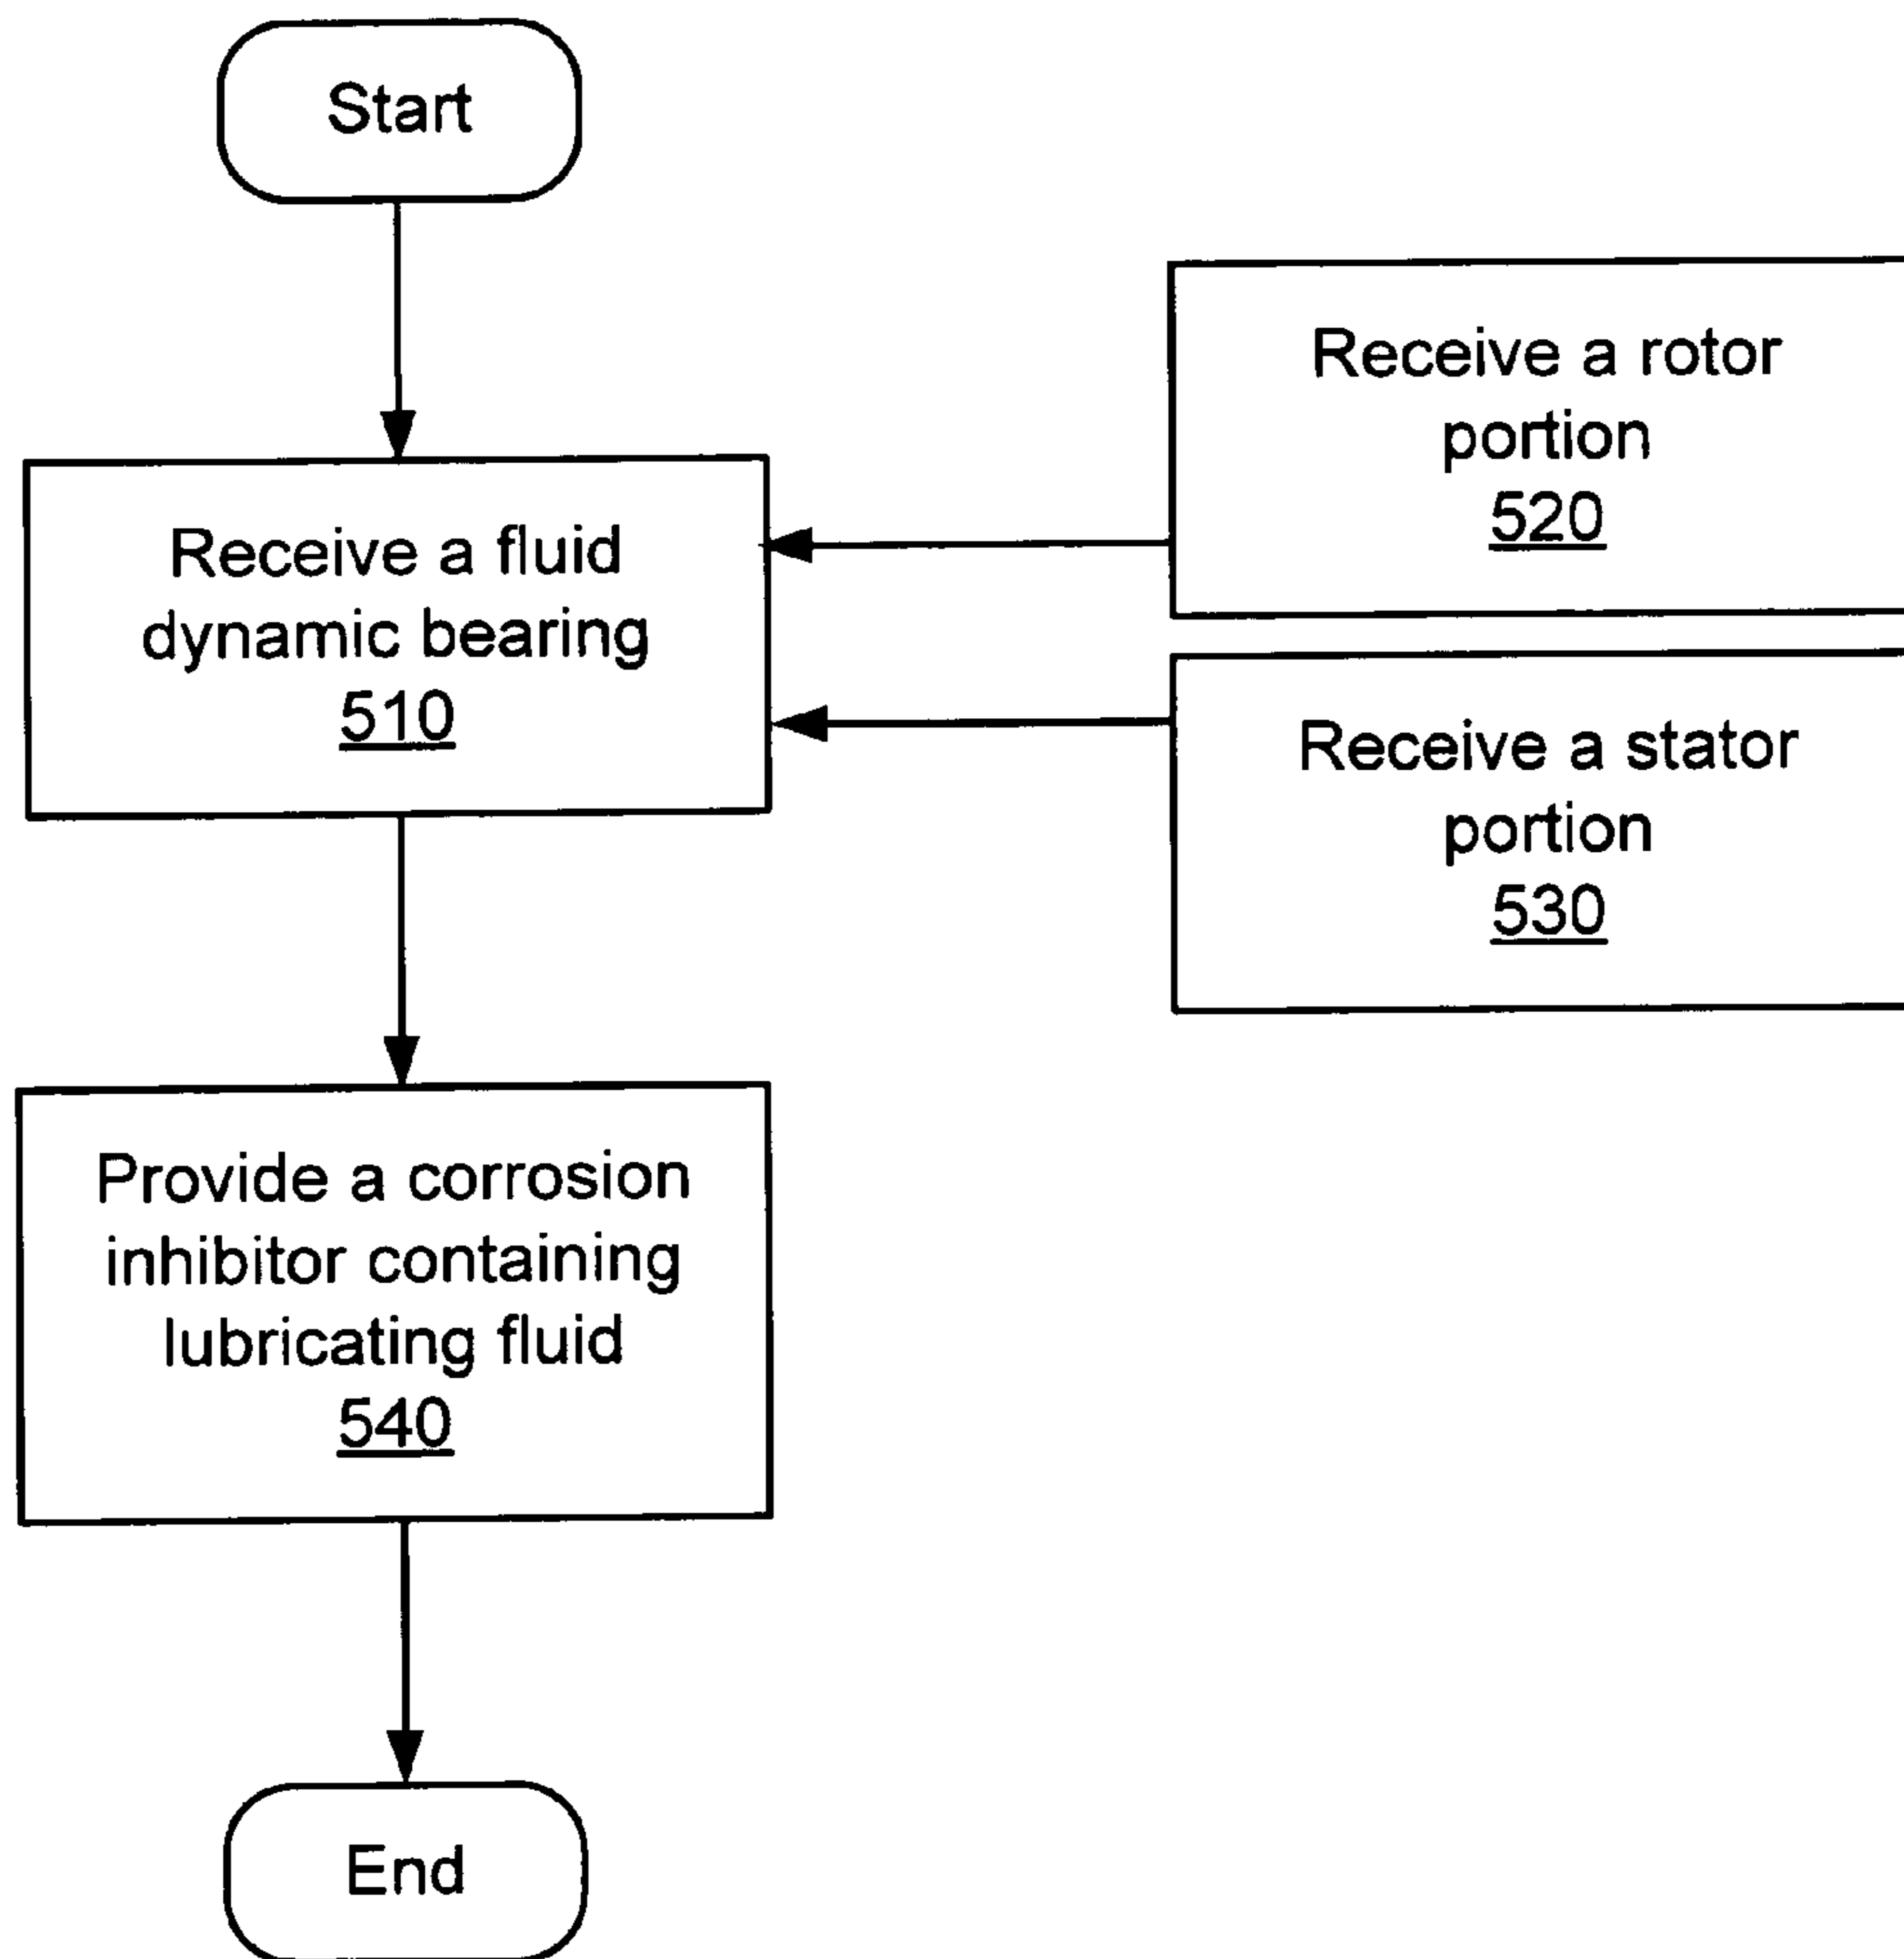 Start
Receive a fluid
dynamic bearing
510
Receive a rotor
portion
520
Receive a stator
portion
530
Provide a corrosion
inhibitor containing
lubricating fluid
540
End